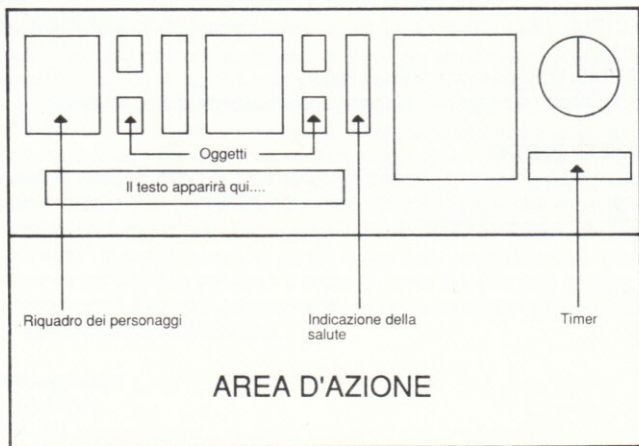 Oggetti
Il testo apparirà qui....
Riquadro dei personaggi
Indicazione della
salute
Timer
AREA D'AZIONE